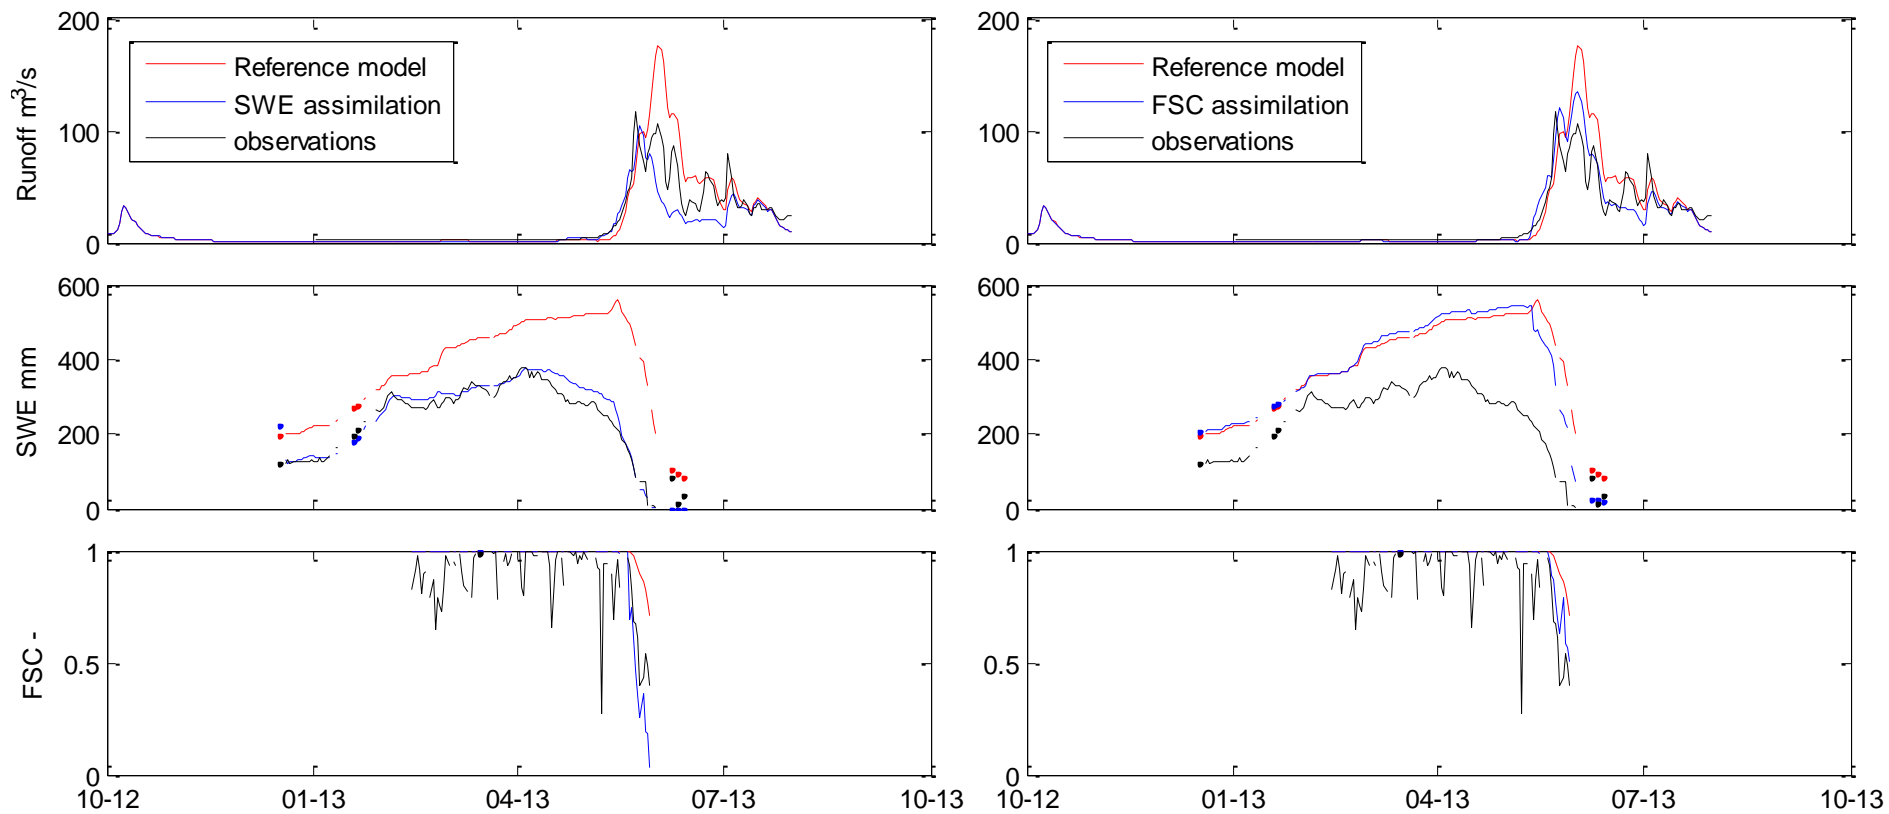 200
100
0
Runoff m³/s
Reference model
SWE assimilation
observations
200
100
0
Reference model
FSC assimilation
observations
600
400
200
0
SWE mm
600
400
200
0
1
0.5
0
FSC -
10-12 01-13 04-13 07-13 10-13
1
0.5
0
10-12 01-13 04-13 07-13 10-13